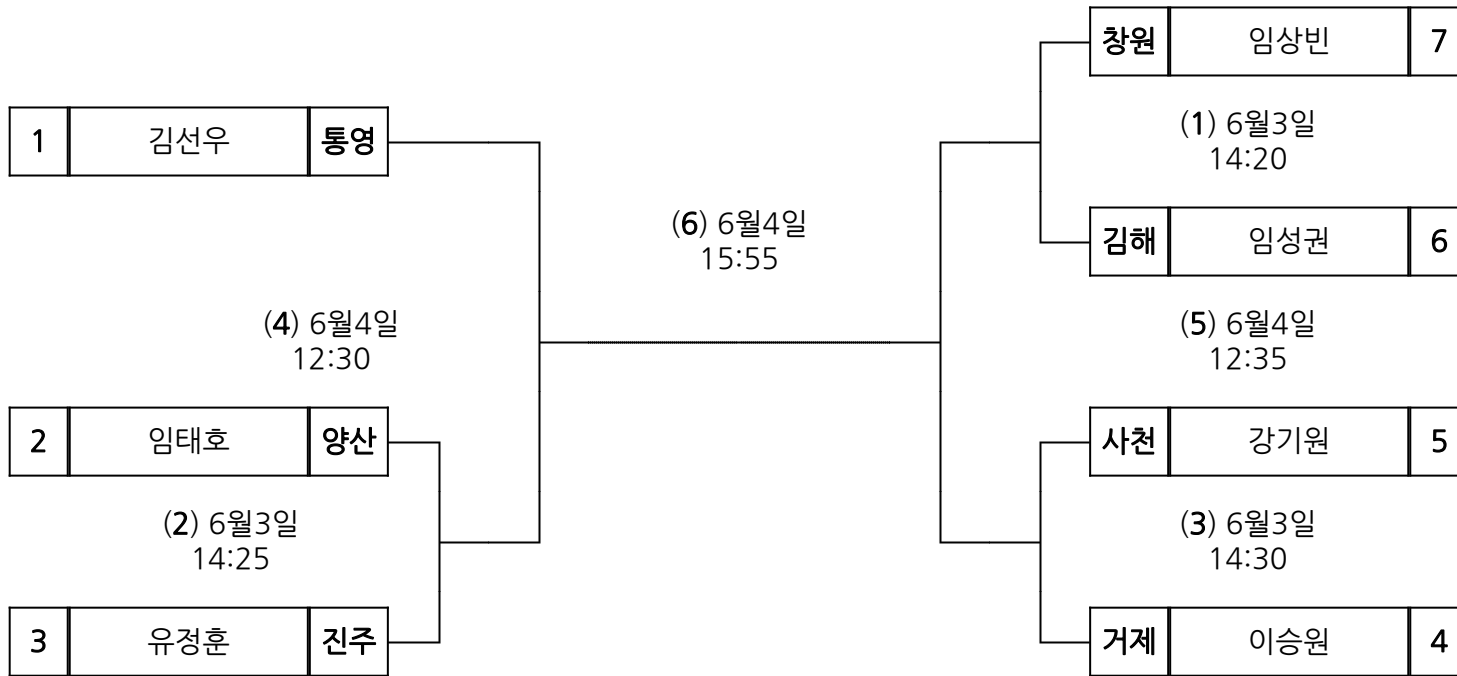 창원 임상빈 7
(1) 6월3일
14:20
1 김선우 통영
(6) 6월4일
15:55
김해 임성권 6
(4) 6월4일
12:30
(5) 6월4일
12:35
2 임태호 양산
사천 강기원 5
(2) 6월3일
14:25
(3) 6월3일
14:30
3 유정훈 진주
거제 이승원 4